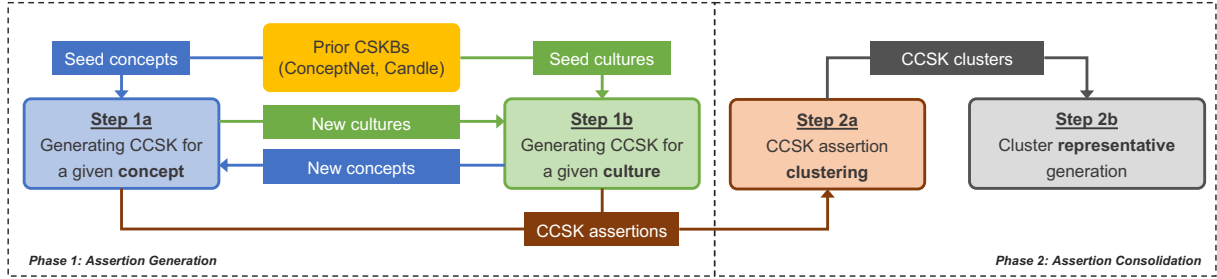 Seed concepts
Prior CSKBs
(ConceptNet, Candle)
Seed cultures
Step 1a
Generating CCSK for
a given concept
New cultures
New concepts
Step 1b
Generating CCSK for
a given culture
CCSK assertions
Phase 1: Assertion Generation
CCSK clusters
Step 2a
CCSK assertion
clustering
Step 2b
Cluster representative
generation
Phase 2: Assertion Consolidation